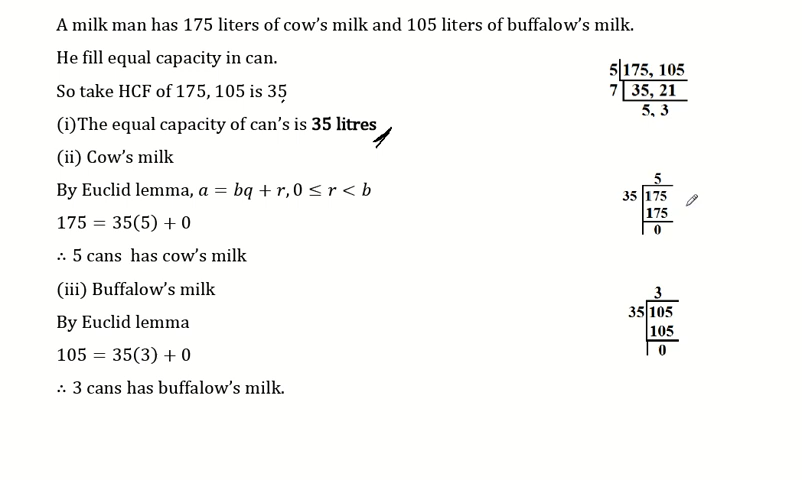 A milk man has 175 liters of cow's milk and 105 liters of buffalow's milk.
He fill equal capacity in can.
So take HCF of 175, 105 is 35
(i)The equal capacity of can's is 35 litres
(ii) Cow's milk
By Euclid lemma, a = bq + r, 0 ≤ r < b
175 = 35(5) + 0
∴ 5 cans has cow's milk
(iii) Buffalow's milk
By Euclid lemma
105 = 35(3) + 0
∴ 3 cans has buffalow's milk.
5 175, 105
7 35, 21
5, 3
5
35 175
175
0
3
35 105
105
0